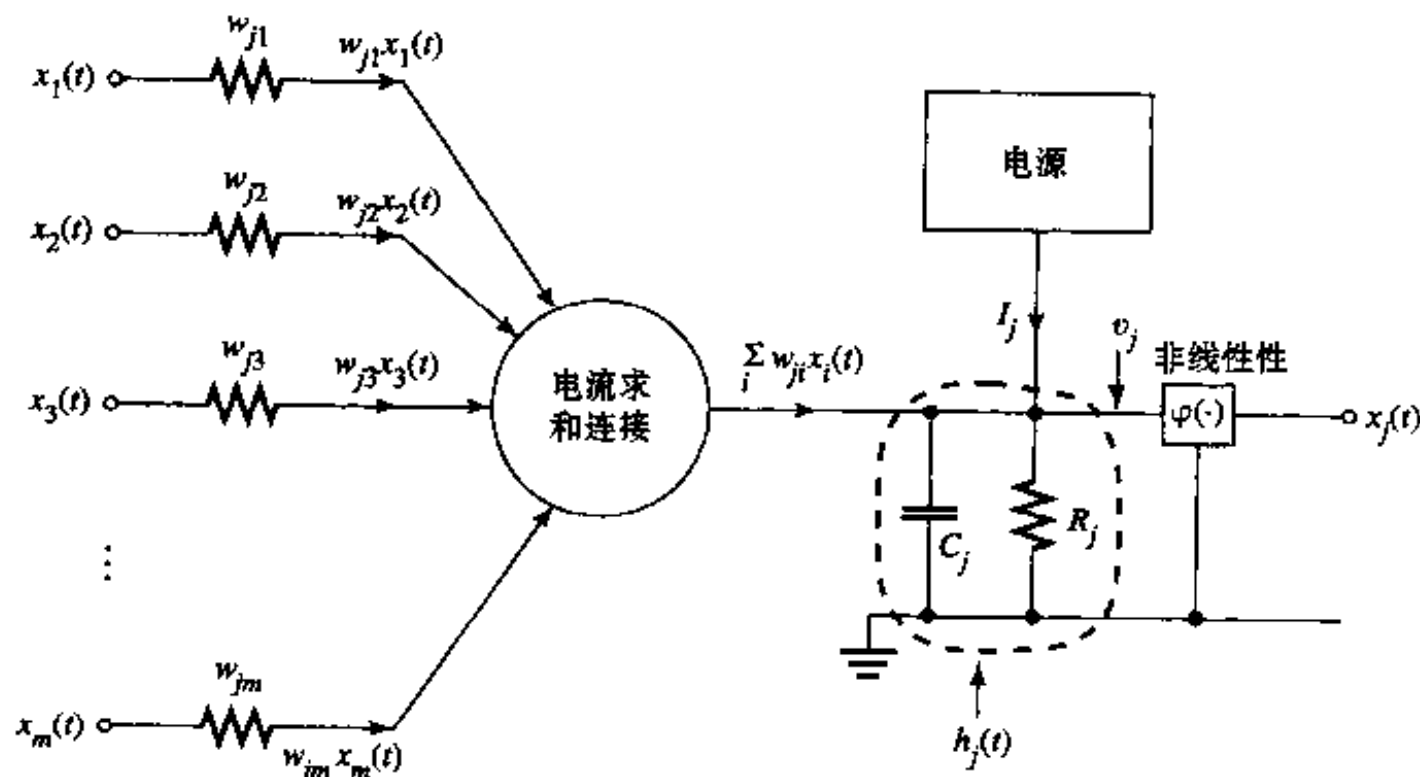 w_{j1}
w_{j1}x_1(t)
x_1(t)
w_{j2}
w_{j2}x_2(t)
x_2(t)
w_{j3}
w_{j3}x_3(t)
x_3(t)
⋮
w_{jm}
x_m(t)
w_{jm}x_m(t)
电流求
和连接
\sum_i w_{ji}x_i(t)
电源
I_j
v_j
非线性性
φ(·)
x_j(t)
C_j
R_j
h_j(t)